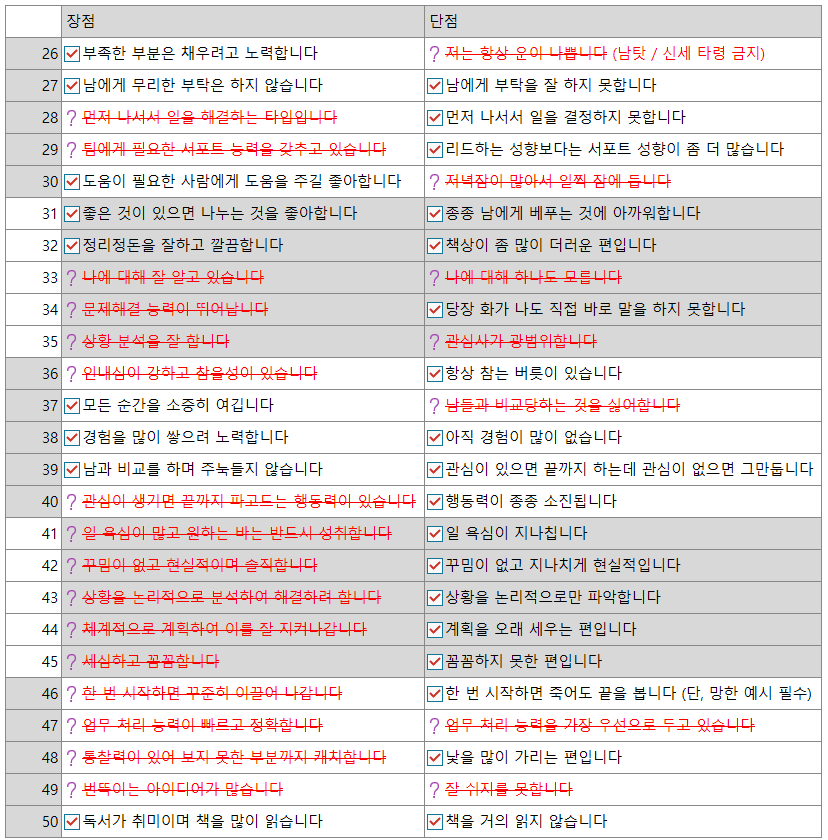 장점 단점
26 부족한 부분은 채우려고 노력합니다 ? 저는 항상 운이 나쁩니다 (남탓 / 신세 타령 금지)
27 남에게 무리한 부탁은 하지 않습니다 남에게 부탁을 잘 하지 못합니다
28 ? 먼저 나서서 일을 해결하는 타입입니다 먼저 나서서 일을 결정하지 못합니다
29 ? 팀에게 필요한 서포트 능력을 갖추고 있습니다 리드하는 성향보다는 서포트 성향이 좀 더 많습니다
30 도움이 필요한 사람에게 도움을 주길 좋아합니다 ? 저녁잠이 많아서 일찍 잠에 듭니다
31 좋은 것이 있으면 나누는 것을 좋아합니다 종종 남에게 베푸는 것에 아까워합니다
32 정리정돈을 잘하고 깔끔합니다 책상이 좀 많이 더러운 편입니다
33 ? 나에 대해 잘 알고 있습니다 ? 나에 대해 하나도 모릅니다
34 ? 문제해결 능력이 뛰어납니다 당장 화가 나도 직접 바로 말을 하지 못합니다
35 ? 상황 분석을 잘 합니다 ? 관심사가 광범위합니다
36 ? 인내심이 강하고 참을성이 있습니다 항상 참는 버릇이 있습니다
37 모든 순간을 소중히 여깁니다 ? 남들과 비교당하는 것을 싫어합니다
38 경험을 많이 쌓으려 노력합니다 아직 경험이 많이 없습니다
39 남과 비교를 하며 주눅들지 않습니다 관심이 있으면 끝까지 하는데 관심이 없으면 그만둡니다
40 ? 관심이 생기면 끝까지 파고드는 행동력이 있습니다 행동력이 종종 소진됩니다
41 ? 일 욕심이 많고 원하는 바는 반드시 성취합니다 일 욕심이 지나칩니다
42 ? 꾸밈이 없고 현실적이며 솔직합니다 꾸밈이 없고 지나치게 현실적입니다
43 ? 상황을 논리적으로 분석하여 해결하려 합니다 상황을 논리적으로만 파악합니다
44 ? 체계적으로 계획하여 이를 잘 지켜나갑니다 계획을 오래 세우는 편입니다
45 ? 세심하고 꼼꼼합니다 꼼꼼하지 못한 편입니다
46 ? 한 번 시작하면 꾸준히 이끌어 나갑니다 한 번 시작하면 죽어도 끝을 봅니다 (단, 망한 예시 필수)
47 ? 업무 처리 능력이 빠르고 정확합니다 ? 업무 처리 능력을 가장 우선으로 두고 있습니다
48 ? 통찰력이 있어 보지 못한 부분까지 캐치합니다 낯을 많이 가리는 편입니다
49 ? 번뜩이는 아이디어가 많습니다 ? 잘 쉬지를 못합니다
50 독서가 취미이며 책을 많이 읽습니다 책을 거의 읽지 않습니다